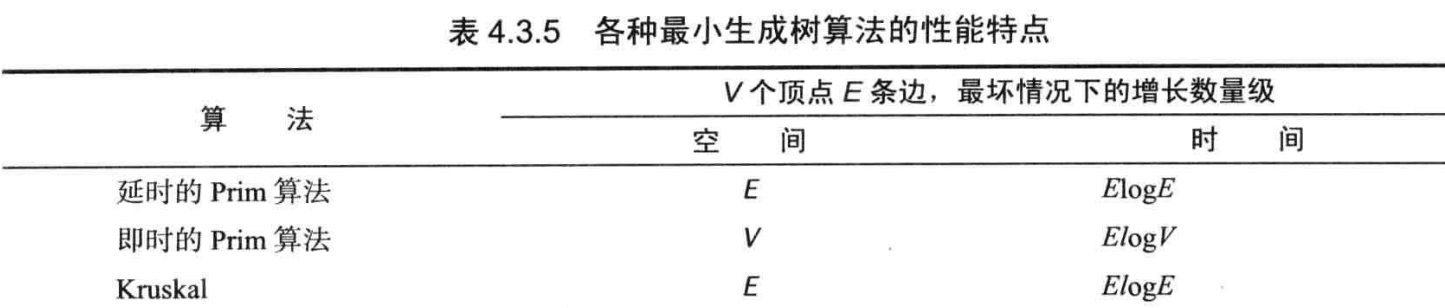 表 4.3.5 各种最小生成树算法的性能特点
算 法
V 个顶点 E 条边，最坏情况下的增长数量级
空 间 时 间
延时的 Prim 算法 E ElogE
即时的 Prim 算法 V ElogV
Kruskal E ElogE